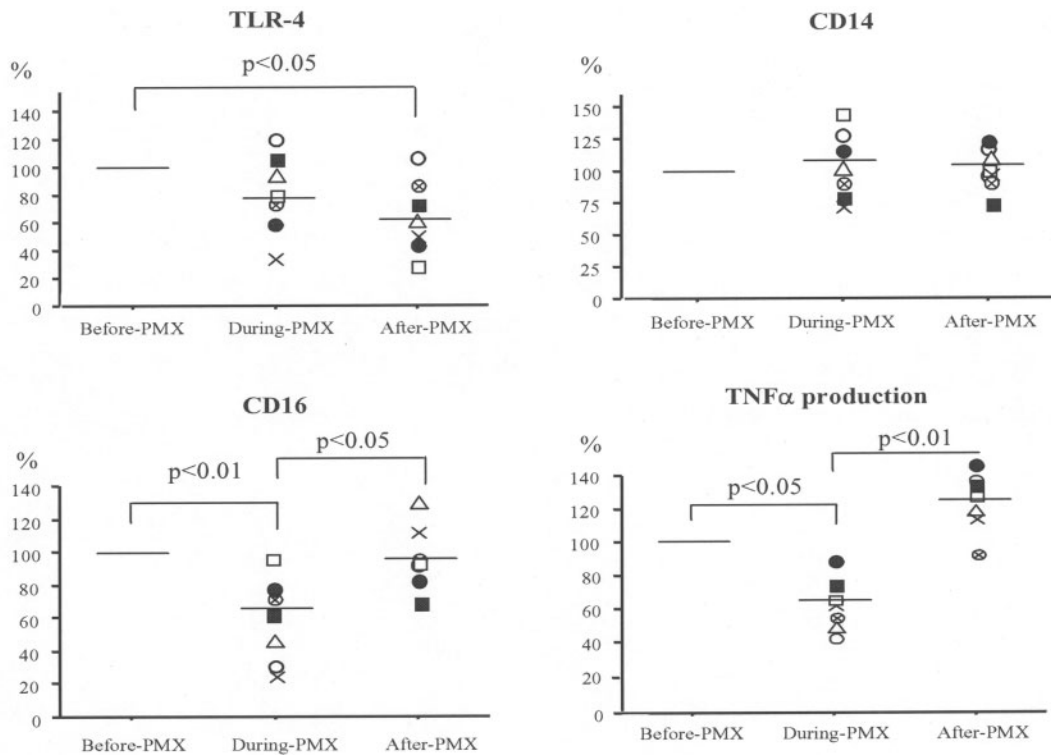 TLR-4
%
p<0.05
140
120
100
80
60
40
20
0
Before-PMX During-PMX After-PMX
CD14
%
150
125
100
75
50
125
0
Before-PMX During-PMX After-PMX
CD16
%
p<0.01
p<0.05
140
120
100
80
60
40
20
0
Before-PMX During-PMX After-PMX
TNFα production
%
p<0.05
p<0.01
140
120
100
80
60
40
20
0
Before-PMX During-PMX After-PMX